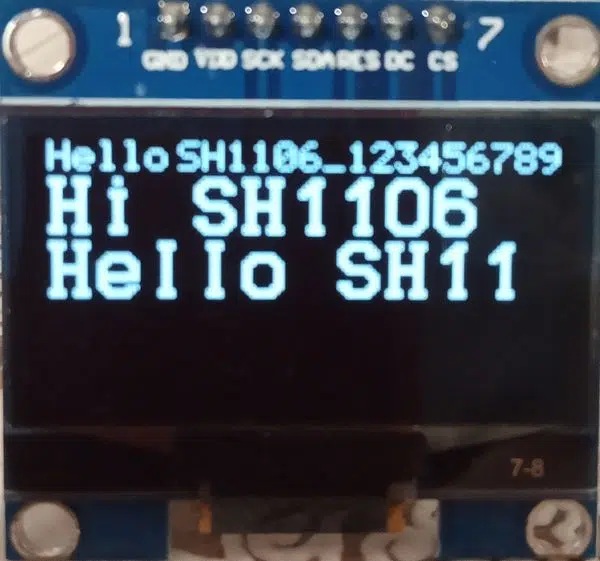 1 7
GND VDD SCK SDA RES DC CS
Hello SH1106_123456789
Hi SH1106
Hello SH11
7-8